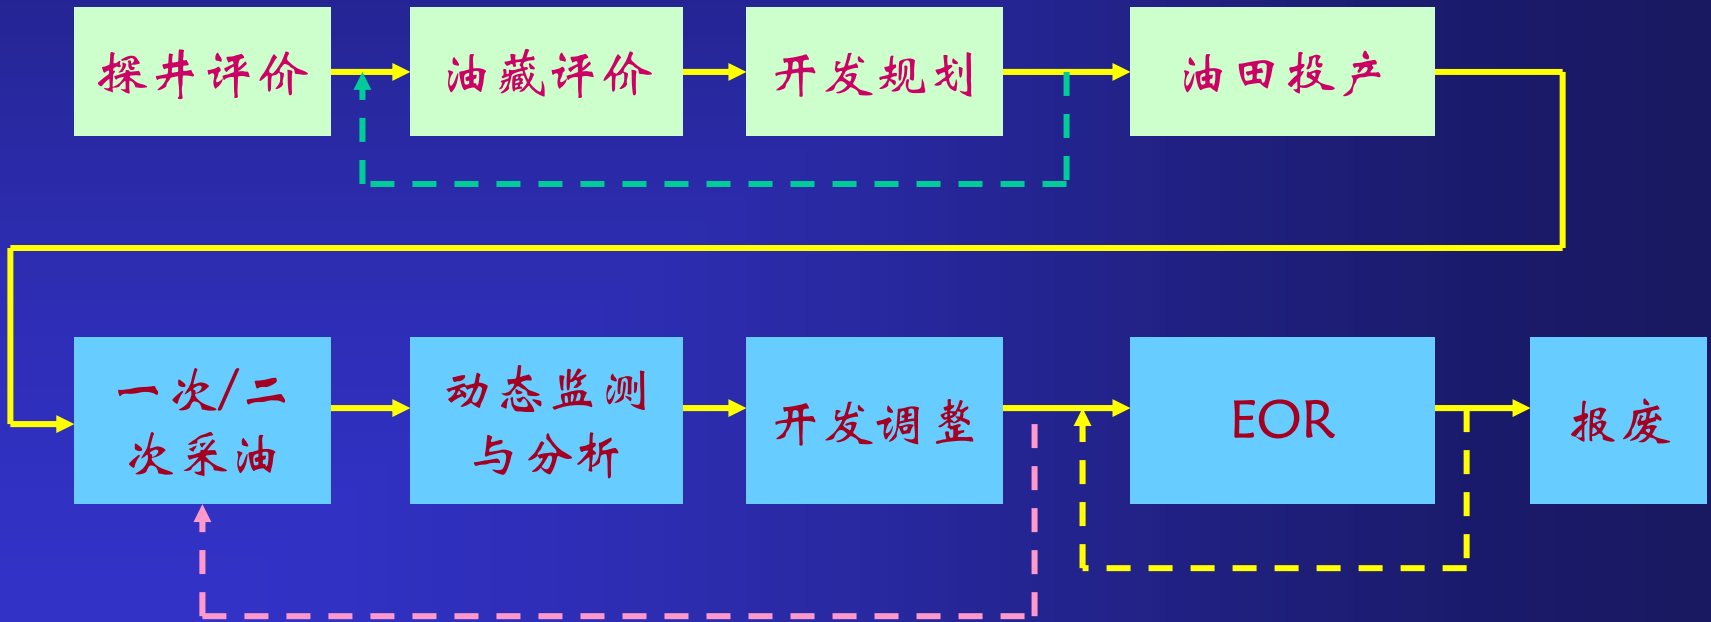 探井评价
油藏评价
开发规划
油田投产
一次/二
次采油
动态监测
与分析
开发调整
EOR
报废